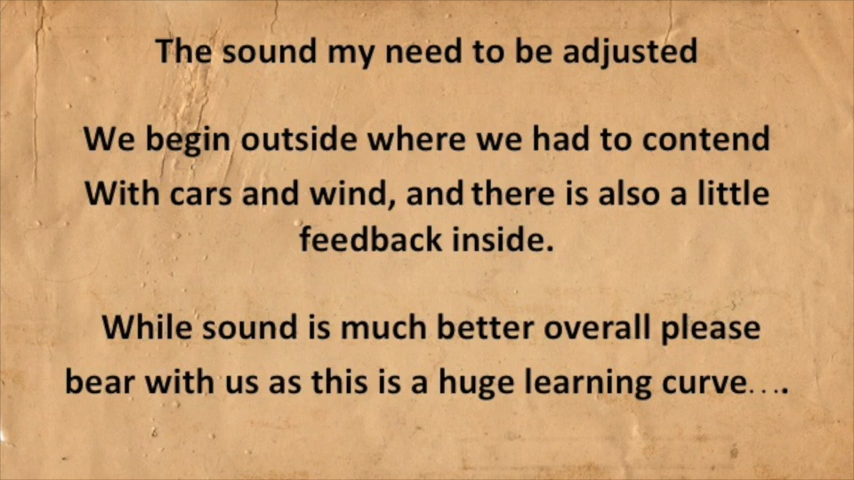 The sound my need to be adjusted
We begin outside where we had to contend
With cars and wind, and there is also a little
feedback inside.
While sound is much better overall please
bear with us as this is a huge learning curve….